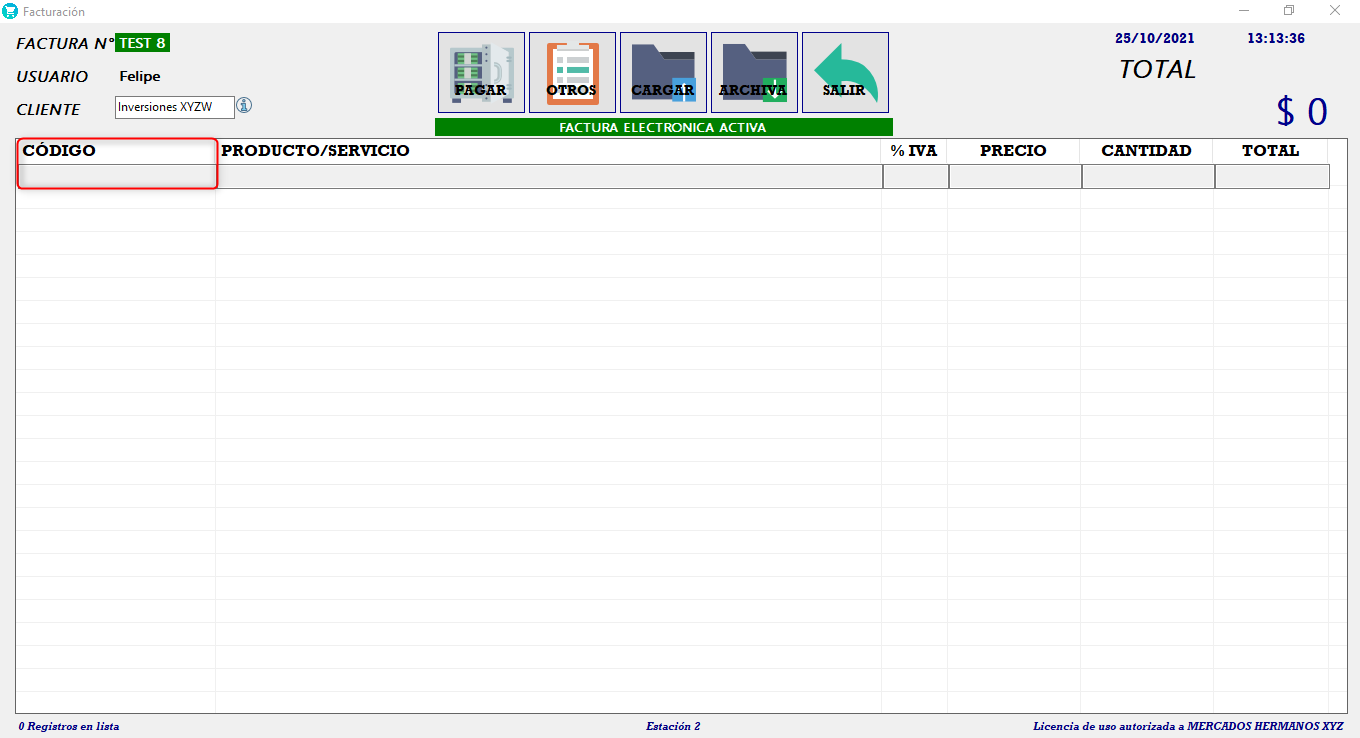 Facturación
FACTURA N° TEST 8
USUARIO Felipe
CLIENTE Inversiones XYZW
PAGAR OTROS CARGAR ARCHIVA SALIR
FACTURA ELECTRONICA ACTIVA
25/10/2021 13:13:36
TOTAL
$ 0
CÓDIGO PRODUCTO/SERVICIO % IVA PRECIO CANTIDAD TOTAL
0 Registros en lista Estación 2 Licencia de uso autorizada a MERCADOS HERMANOS XYZ